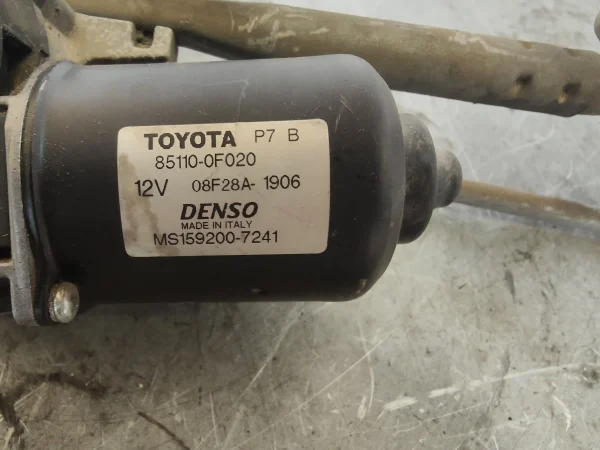 TOYOTA P7 B
85110-0F020
12V 08F28A- 1906
DENSO
MADE IN ITALY
MS159200-7241